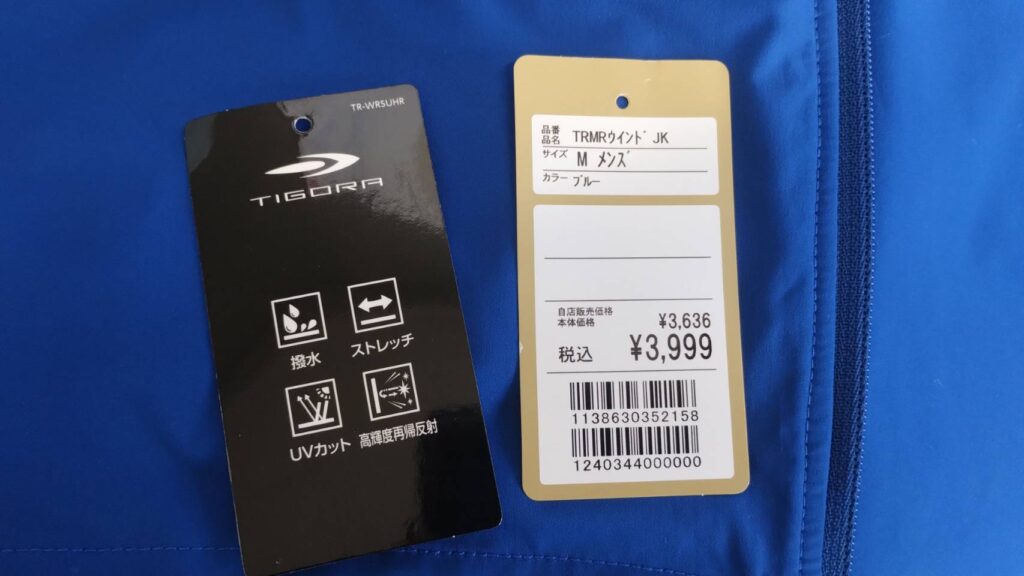 TR-WR5UHR
TIGORA
撥水
ストレッチ
UVカット
高輝度再帰反射
品番
品名 TRMRウインド゛JK
サイズ M メンズ
カラー ブルー
自店販売価格
本体価格 ¥3,636
税込 ¥3,999
1138630352158
1240344000000